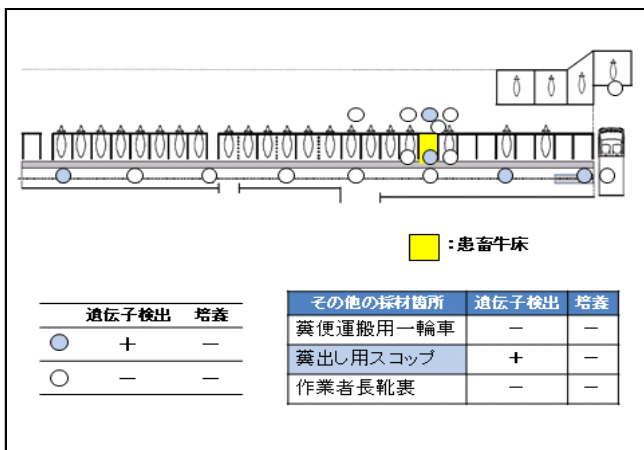 ：患畜牛床
遺伝子検出 培養
＋ －
－ －
その他の採材箇所 遺伝子検出 培養
糞便運搬用一輪車 － －
糞出し用スコップ ＋ －
作業者長靴裏 － －